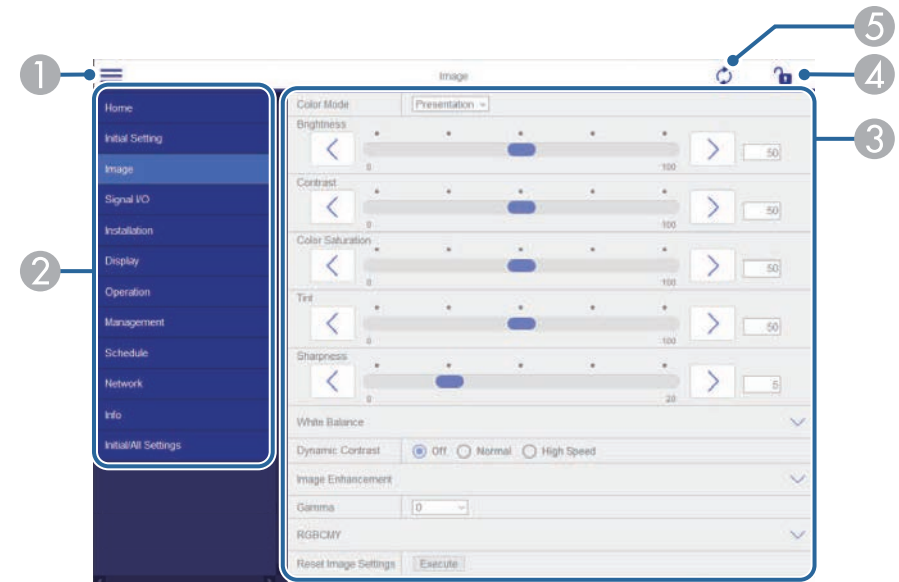 5
1
Image
4
Home
Initial Setting
Image
Signal I/O
Installation
Display
Operation
Management
Schedule
Network
Info
Initial/All Settings
2
3
Color Mode Presentation
Brightness
0 100 50
Contrast
0 100 50
Color Saturation
0 100 50
Tint
0 100 50
Sharpness
0 20 5
White Balance
Dynamic Contrast Off Normal High Speed
Image Enhancement
Gamma 0
RGBCMY
Reset Image Settings Execute